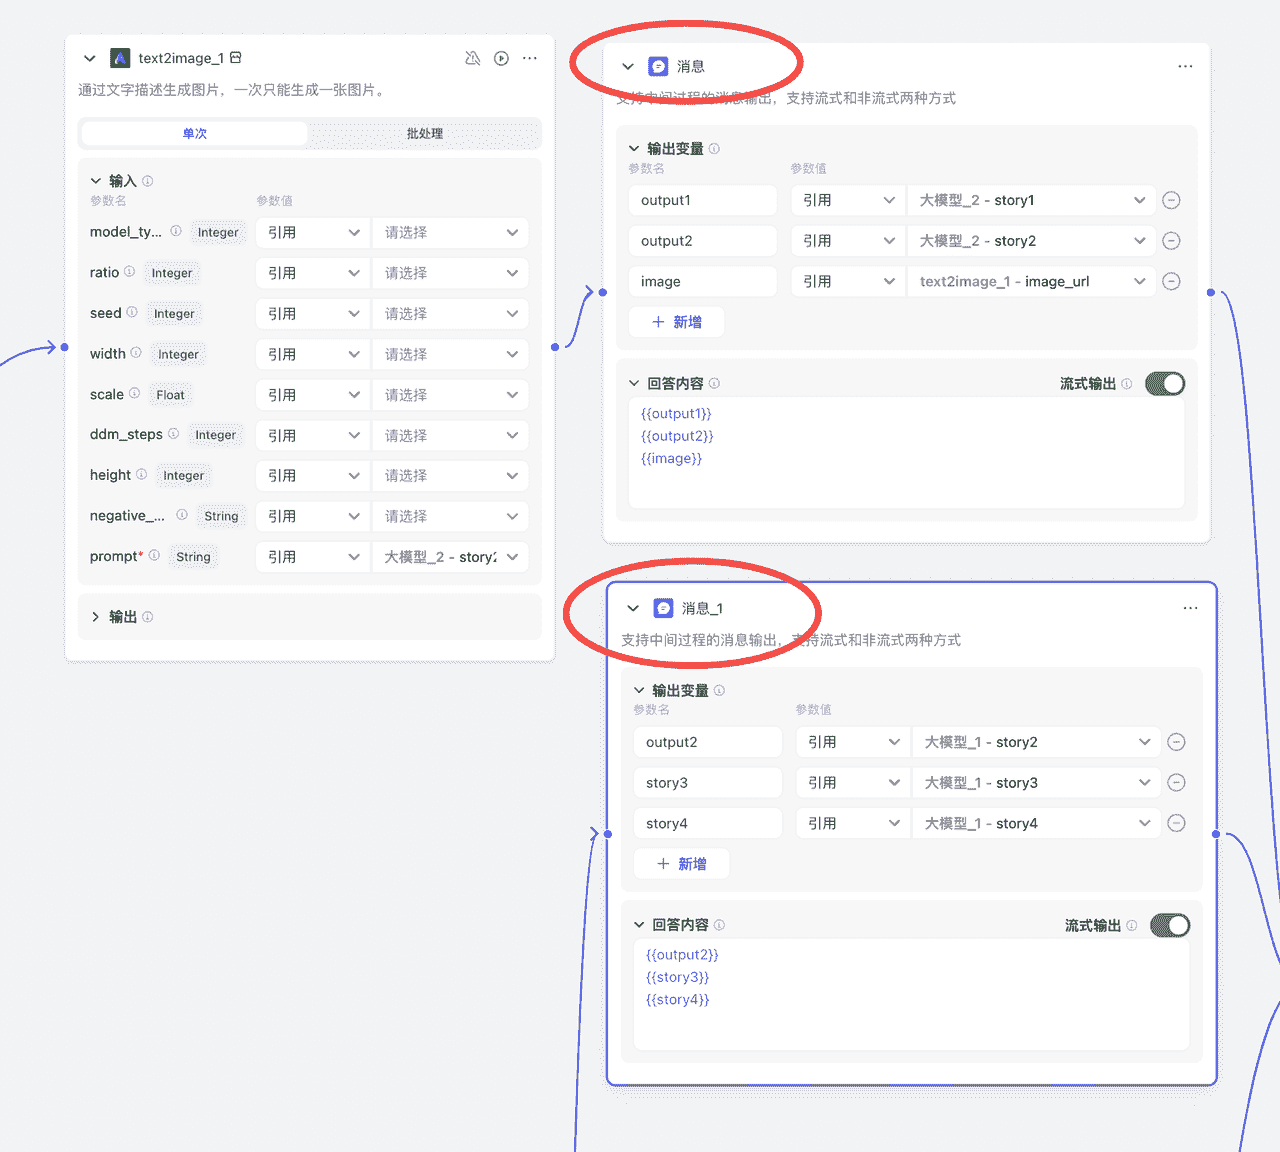 text2image_1
通过文字描述生成图片，一次只能生成一张图片。
单次 批处理
输入
参数名 参数值
model_ty... Integer 引用 请选择
ratio Integer 引用 请选择
seed Integer 引用 请选择
width Integer 引用 请选择
scale Float 引用 请选择
ddm_steps Integer 引用 请选择
height Integer 引用 请选择
negative_... String 引用 请选择
prompt* String 引用 大模型_2 - story2
输出
消息
支持中间过程的消息输出，支持流式和非流式两种方式
输出变量
参数名 参数值
output1 引用 大模型_2 - story1
output2 引用 大模型_2 - story2
image 引用 text2image_1 - image_url
+ 新增
回答内容 流式输出
{{output1}}
{{output2}}
{{image}}
消息_1
支持中间过程的消息输出，支持流式和非流式两种方式
输出变量
参数名 参数值
output2 引用 大模型_1 - story2
story3 引用 大模型_1 - story3
story4 引用 大模型_1 - story4
+ 新增
回答内容 流式输出
{{output2}}
{{story3}}
{{story4}}